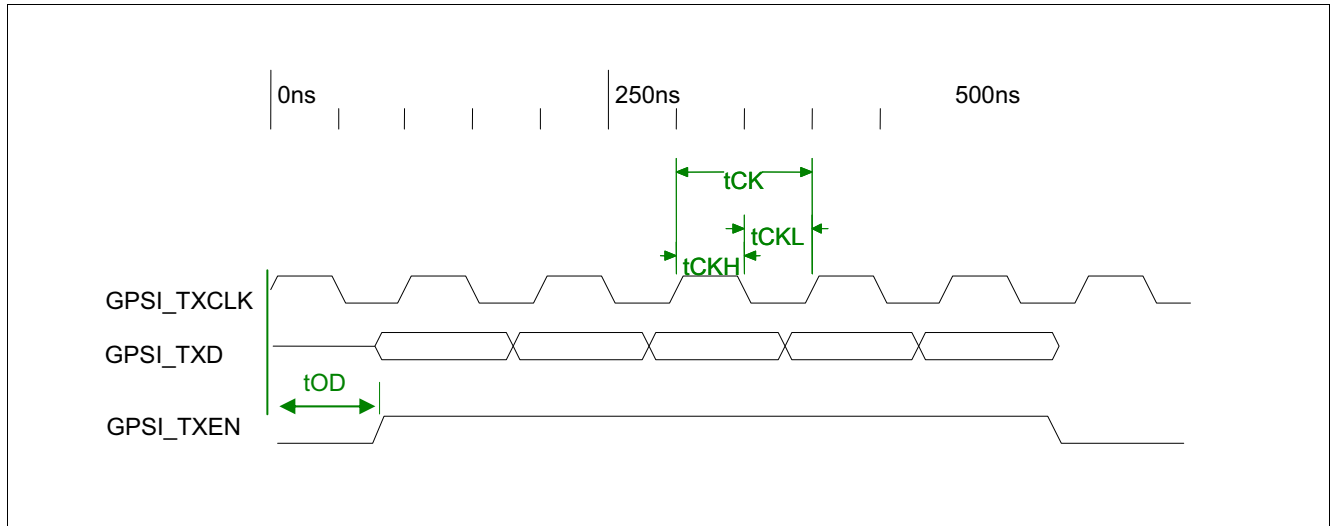 0ns 250ns 500ns
tCK
tCKL
tCKH
GPSI_TXCLK
GPSI_TXD
tOD
GPSI_TXEN